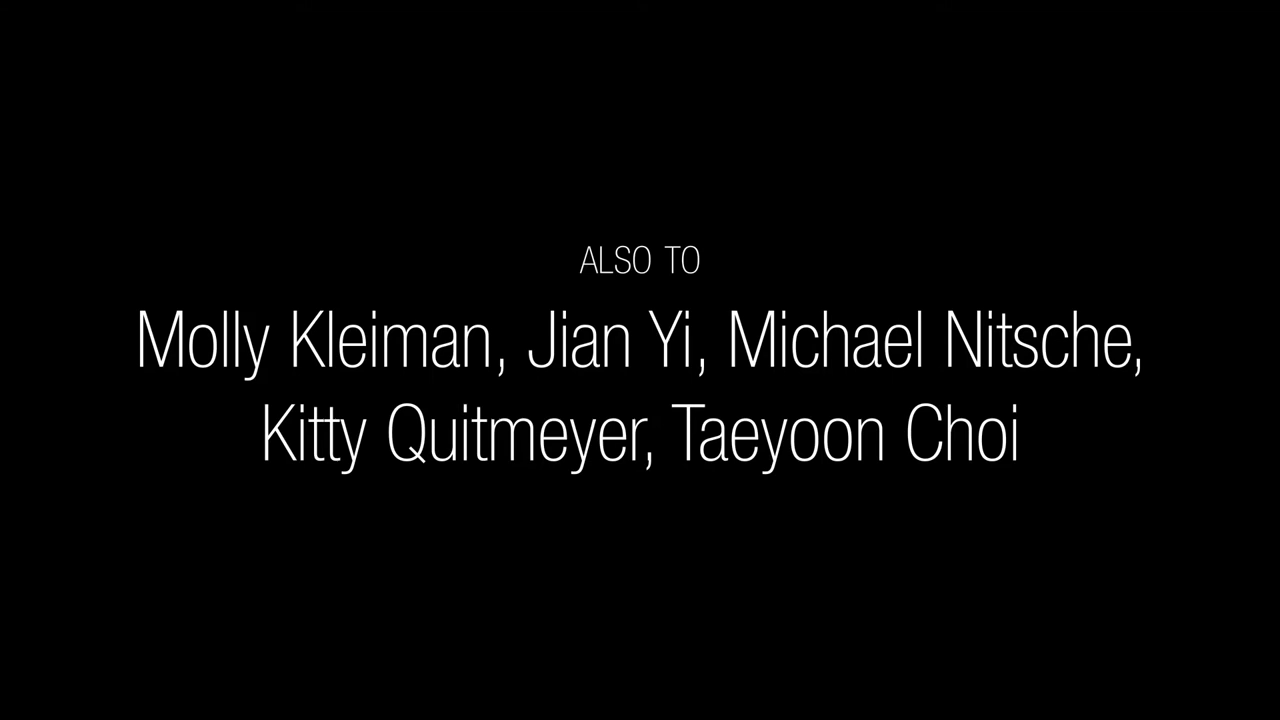 ALSO TO
Molly Kleiman, Jian Yi, Michael Nitsche,
Kitty Quitmeyer, Taeyoon Choi